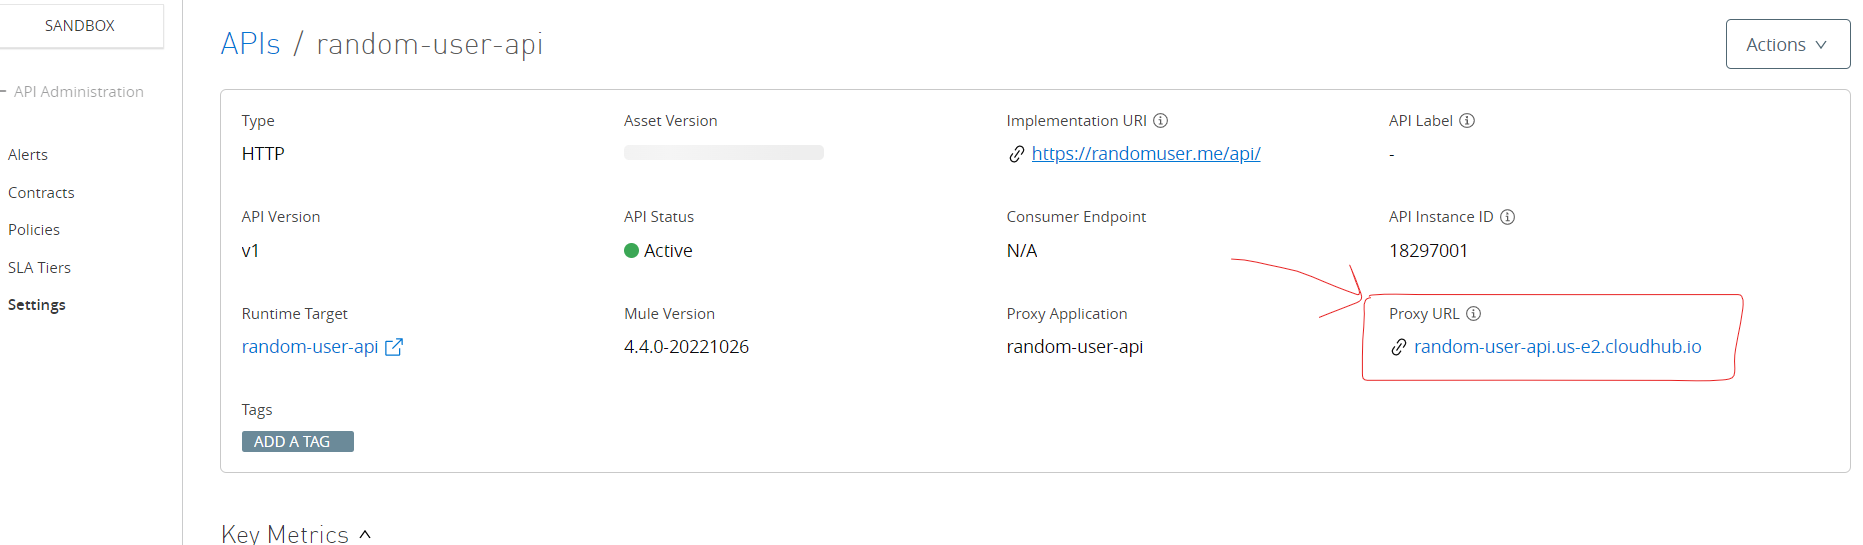 SANDBOX
API Administration
Alerts
Contracts
Policies
SLA Tiers
Settings
APIs / random-user-api
Actions
Type
HTTP
Asset Version
Implementation URI
https://randomuser.me/api/
API Label
-
API Version
v1
API Status
Active
Consumer Endpoint
N/A
API Instance ID
18297001
Runtime Target
random-user-api
Mule Version
4.4.0-20221026
Proxy Application
random-user-api
Proxy URL
random-user-api.us-e2.cloudhub.io
Tags
ADD A TAG
Key Metrics